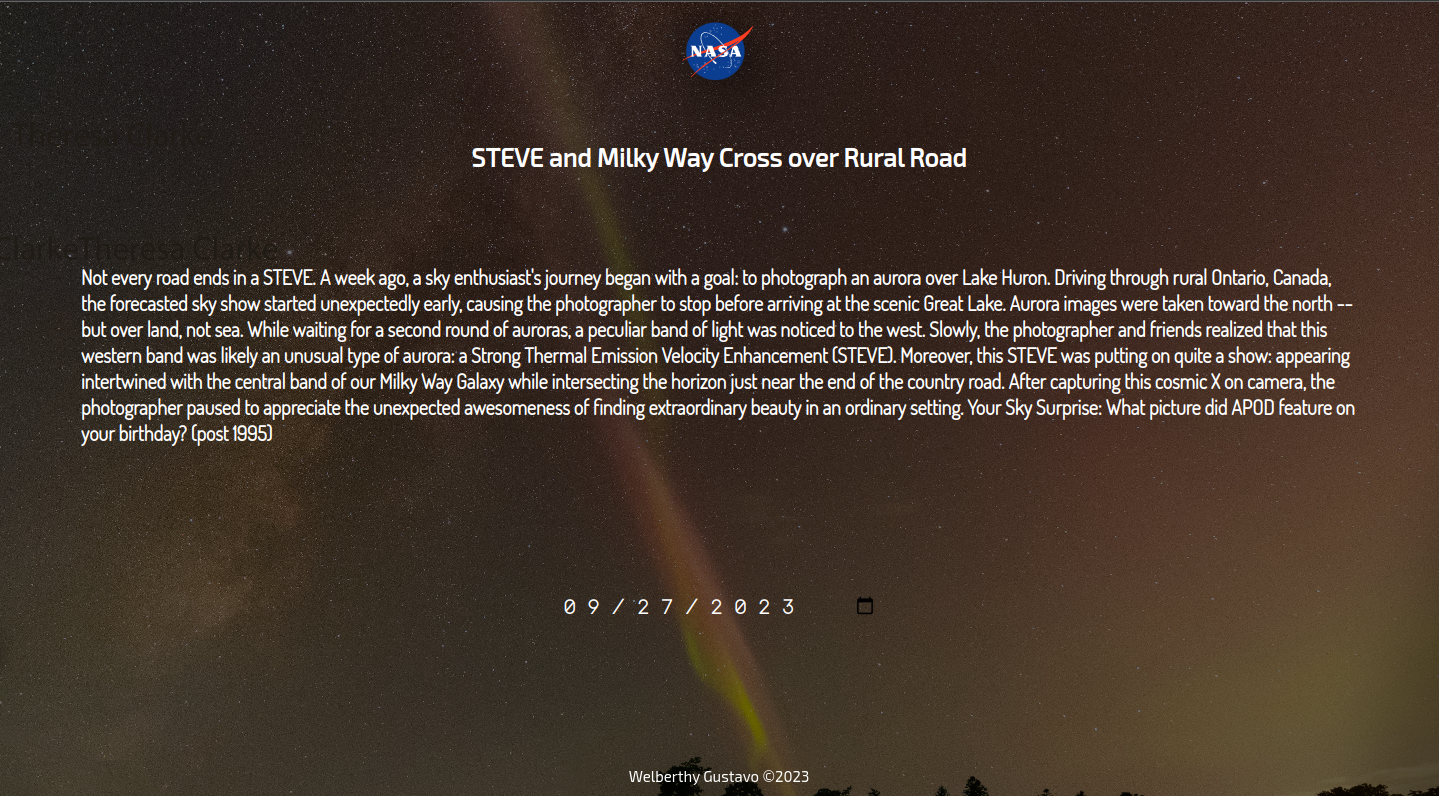 NASA
Theresa Clarke
STEVE and Milky Way Cross over Rural Road
ClarkeTheresa Clarke
Not every road ends in a STEVE. A week ago, a sky enthusiast's journey began with a goal: to photograph an aurora over Lake Huron. Driving through rural Ontario, Canada,
the forecasted sky show started unexpectedly early, causing the photographer to stop before arriving at the scenic Great Lake. Aurora images were taken toward the north --
but over land, not sea. While waiting for a second round of auroras, a peculiar band of light was noticed to the west. Slowly, the photographer and friends realized that this
western band was likely an unusual type of aurora: a Strong Thermal Emission Velocity Enhancement (STEVE). Moreover, this STEVE was putting on quite a show: appearing
intertwined with the central band of our Milky Way Galaxy while intersecting the horizon just near the end of the country road. After capturing this cosmic X on camera, the
photographer paused to appreciate the unexpected awesomeness of finding extraordinary beauty in an ordinary setting. Your Sky Surprise: What picture did APOD feature on
your birthday? (post 1995)
09/27/2023
Welberthy Gustavo ©2023